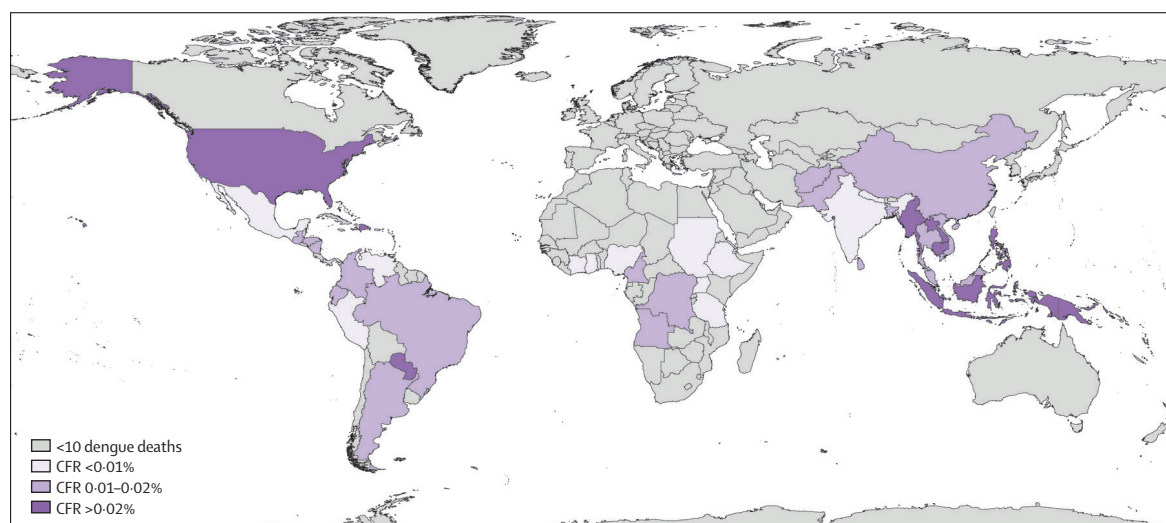 <10 dengue deaths
CFR <0·01%
CFR 0·01–0·02%
CFR >0·02%